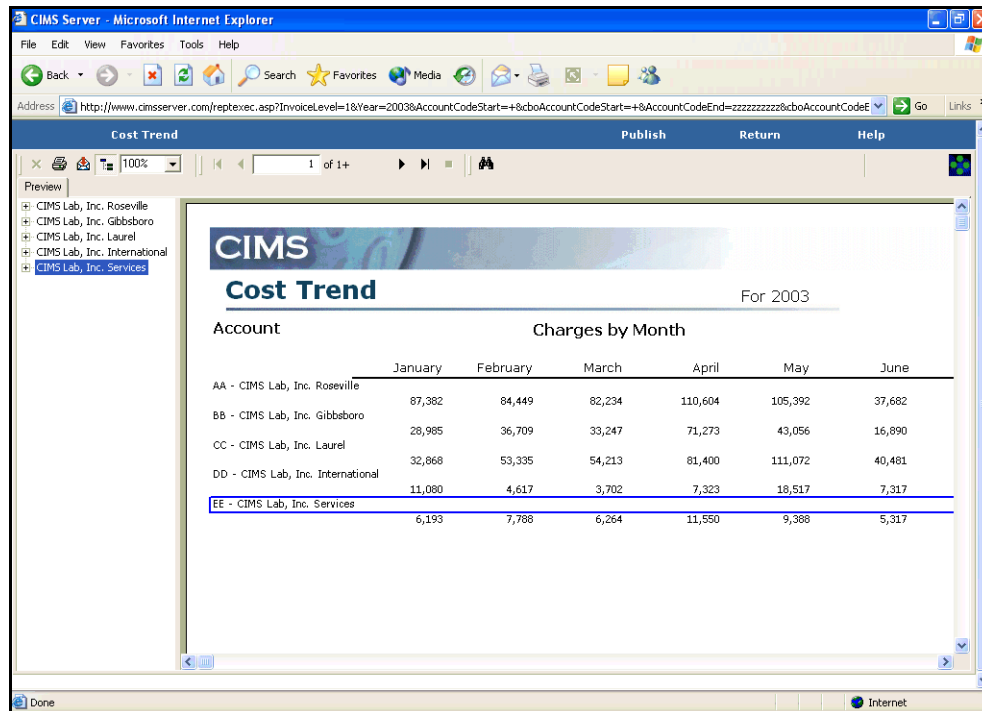 CIMS Server - Microsoft Internet Explorer
File Edit View Favorites Tools Help
Back Search Favorites Media
Address http://www.cimsserver.com/reptexec.asp?InvoiceLevel=1&Year=2003&AccountCodeStart=+&cboAccountCodeStart=+&AccountCodeEnd=zzzzzzzzzz&cboAccountCodeE Go Links
Cost Trend Publish Return Help
100% 1 of 1+
Preview
CIMS Lab, Inc. Roseville
CIMS Lab, Inc. Gibbsboro
CIMS Lab, Inc. Laurel
CIMS Lab, Inc. International
CIMS Lab, Inc. Services
CIMS
Cost Trend For 2003
Account Charges by Month
January February March April May June
AA - CIMS Lab, Inc. Roseville
87,382 84,449 82,234 110,604 105,392 37,682
BB - CIMS Lab, Inc. Gibbsboro
28,985 36,709 33,247 71,273 43,056 16,890
CC - CIMS Lab, Inc. Laurel
32,868 53,335 54,213 81,400 111,072 40,481
DD - CIMS Lab, Inc. International
11,080 4,617 3,702 7,323 18,517 7,317
EE - CIMS Lab, Inc. Services
6,193 7,788 6,264 11,550 9,388 5,317
Done Internet